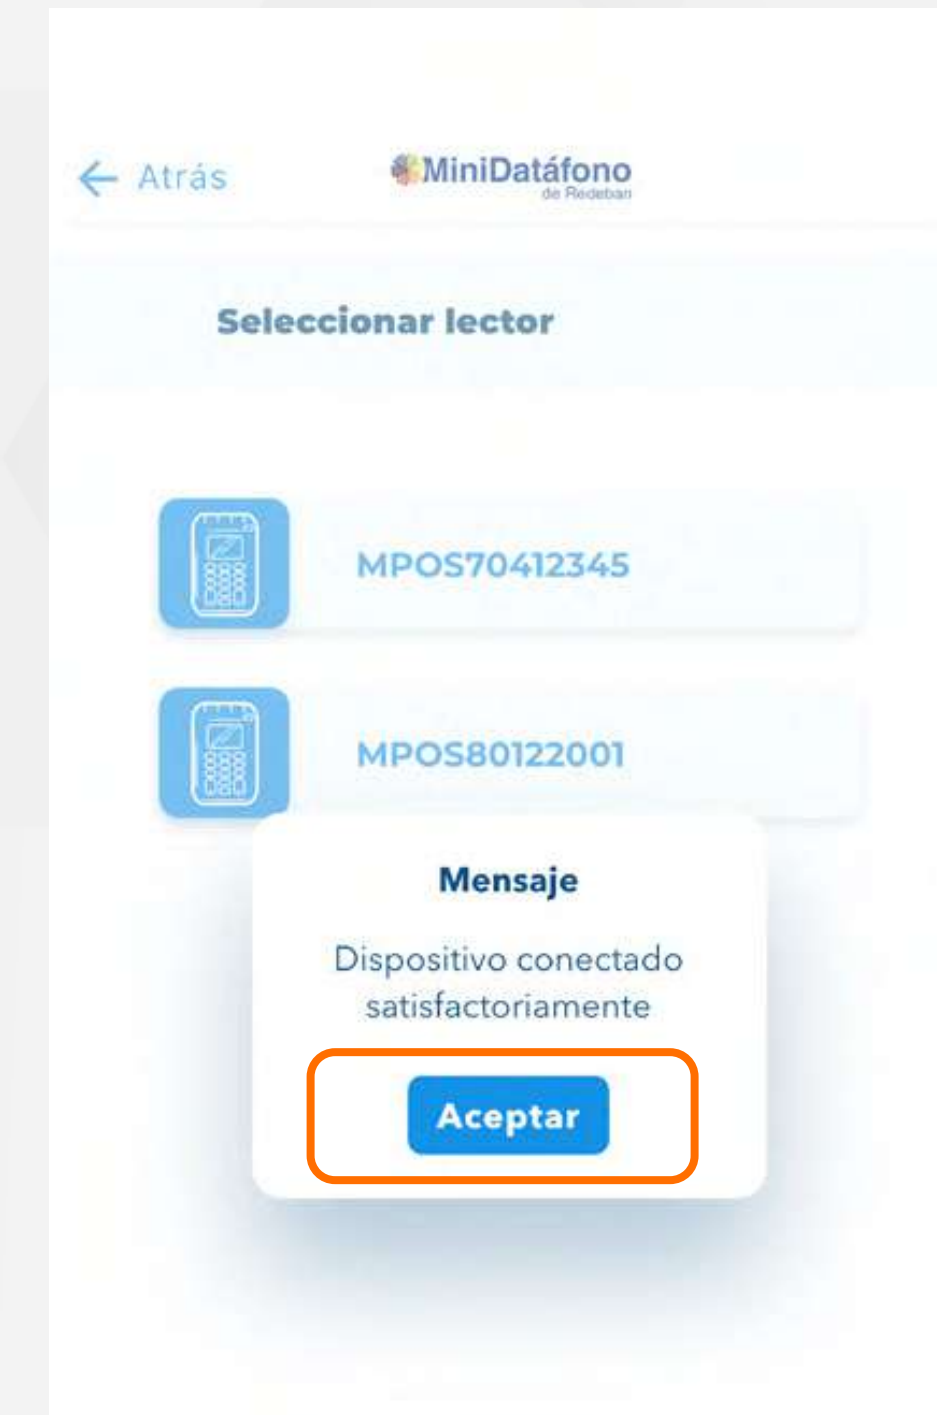 ← Atrás
MiniDatáfono
de Redeban
Seleccionar lector
MPOS70412345
MPOS80122001
Mensaje
Dispositivo conectado
satisfactoriamente
Aceptar